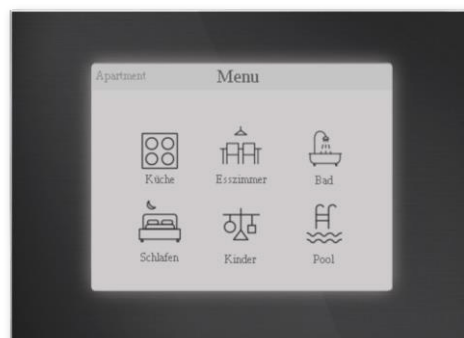 Apartment Menu
Küche Esszimmer Bad
Schlafen Kinder Pool